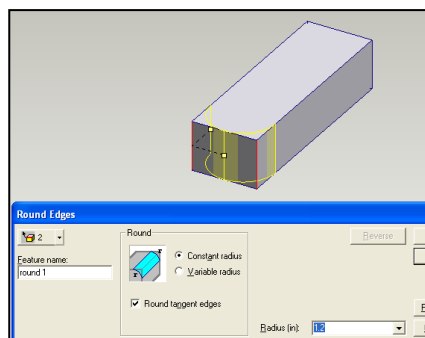 Round Edges
2
Feature name:
round 1
Round
r
r
Constant radius
Variable radius
Round tangent edges
Reverse
Radius (in):
1.2